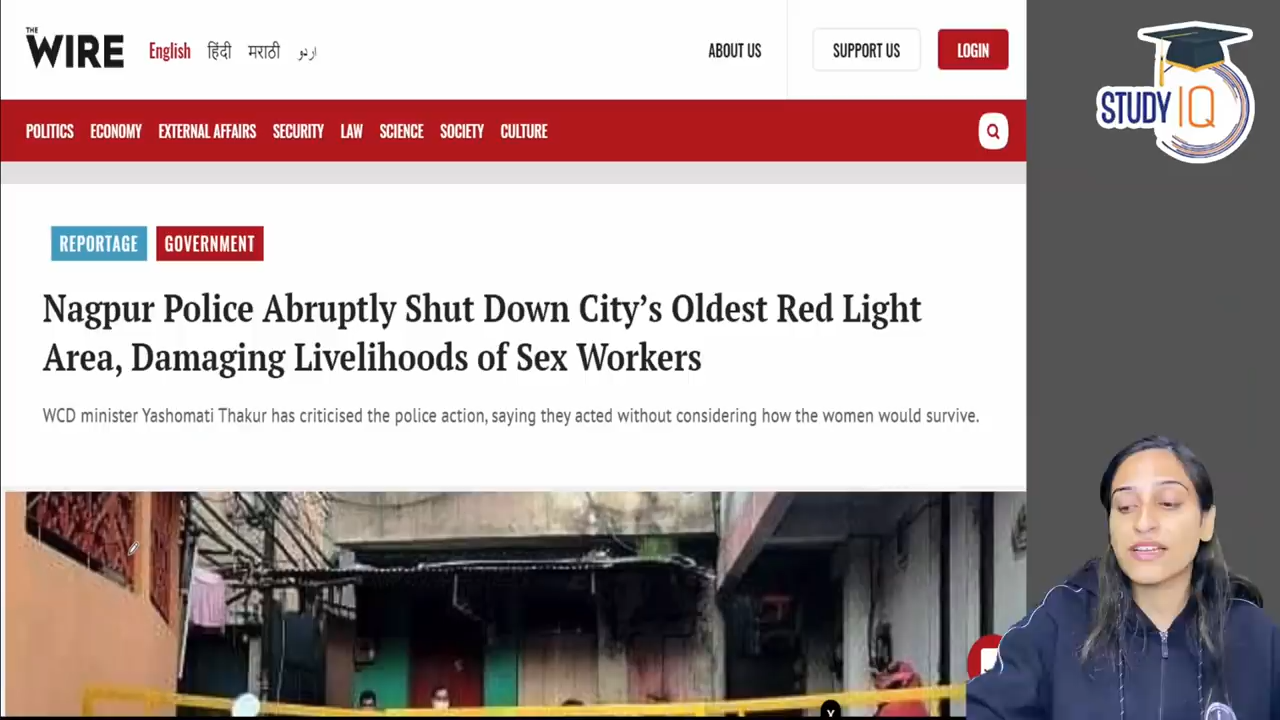 THE
WIRE English हिंदी मराठी اردو ABOUT US SUPPORT US LOGIN
STUDY IQ
POLITICS ECONOMY EXTERNAL AFFAIRS SECURITY LAW SCIENCE SOCIETY CULTURE
REPORTAGE GOVERNMENT
Nagpur Police Abruptly Shut Down City’s Oldest Red Light
Area, Damaging Livelihoods of Sex Workers
WCD minister Yashomati Thakur has criticised the police action, saying they acted without considering how the women would survive.